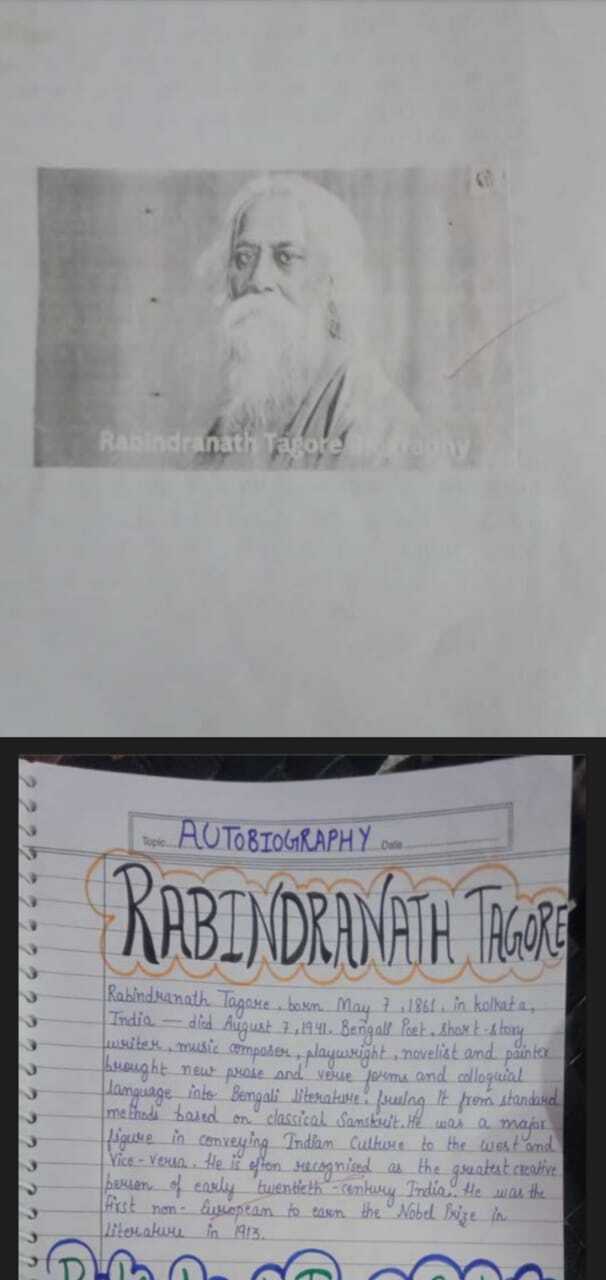 Rabindranath Tagore Biography
Topic AUTOBIOGRAPHY Date
RABINDRANATH TAGORE
Rabindranath Tagore, born May 7, 1861, in kolkata,
India — did August 7, 1941. Bengali Poet, short-story
writer, music composer, playwright, novelist and painter
brought new prose and verse forms and colloquial
language into Bengali literature, freeing it from standard
methods based on classical Sanskrit. He was a major
figure in conveying Indian Culture to the west and
Vice-versa. He is often recognised as the greatest creative
person of early twentieth-century India. He was the
first non-European to earn the Nobel Prize in
literature in 1913.